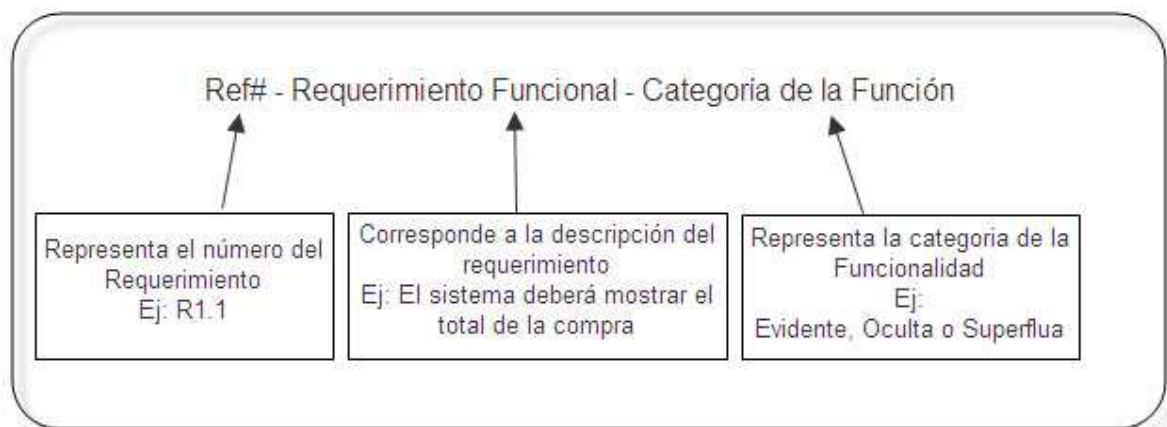 Ref# - Requerimiento Funcional - Categoría de la Función
Representa el número del
Requerimiento
Ej: R1.1
Corresponde a la descripción del
requerimiento
Ej: El sistema deberá mostrar el
total de la compra
Representa la categoria de la
Funcionalidad
Ej:
Evidente, Oculta o Superflua